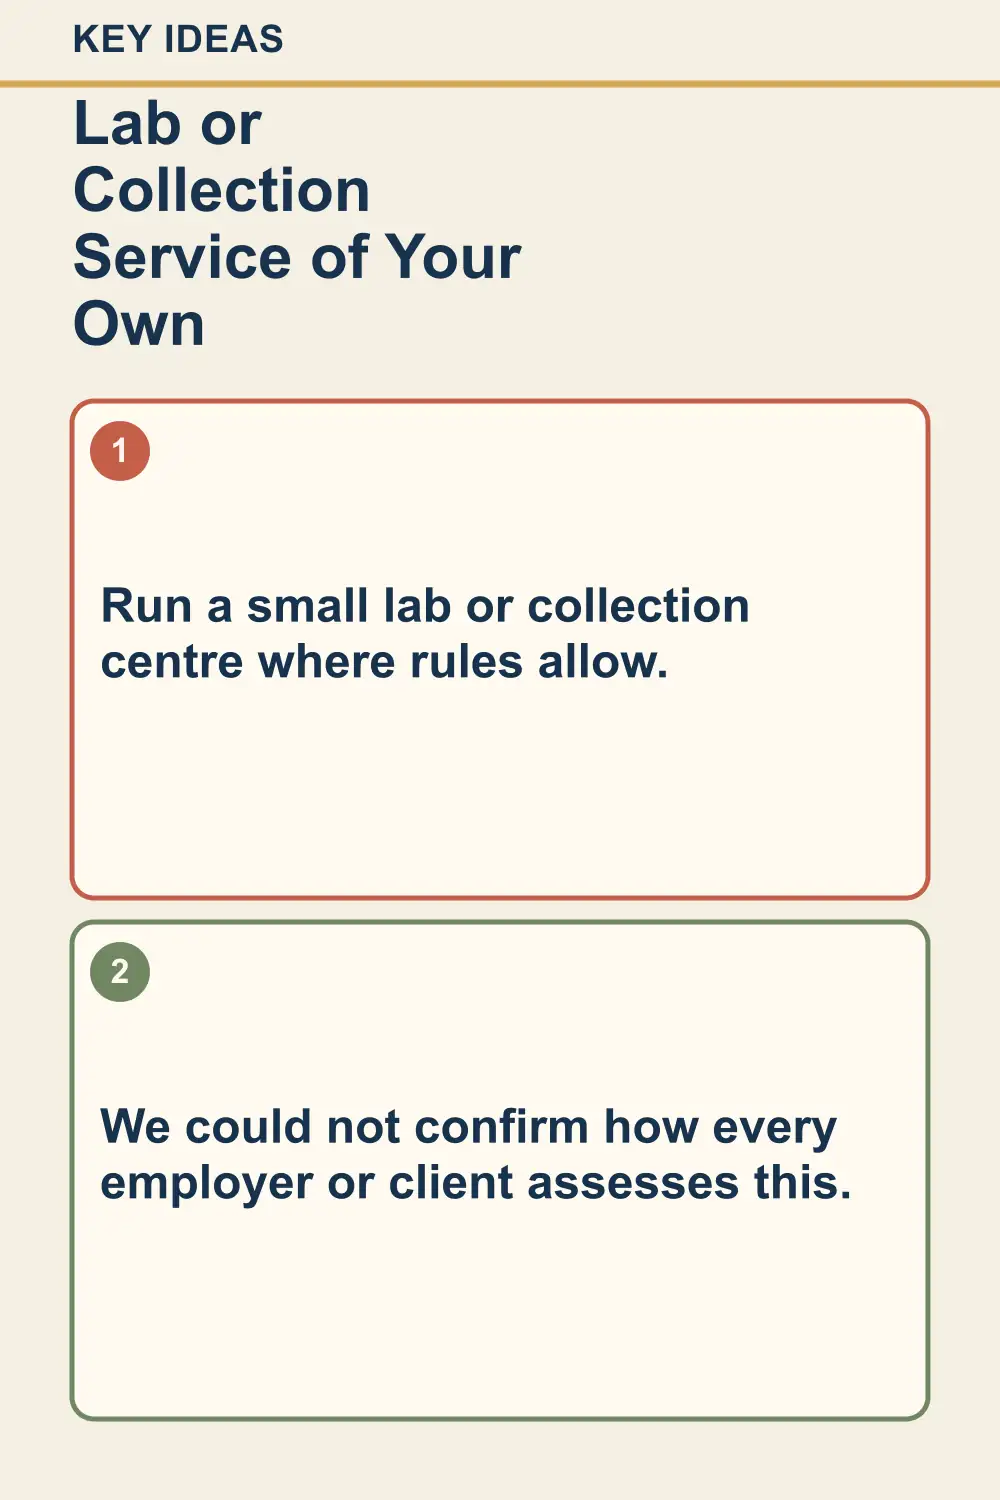 KEY IDEAS
Lab or
Collection
Service of Your
Own
1
Run a small lab or collection
centre where rules allow.
2
We could not confirm how every
employer or client assesses this.